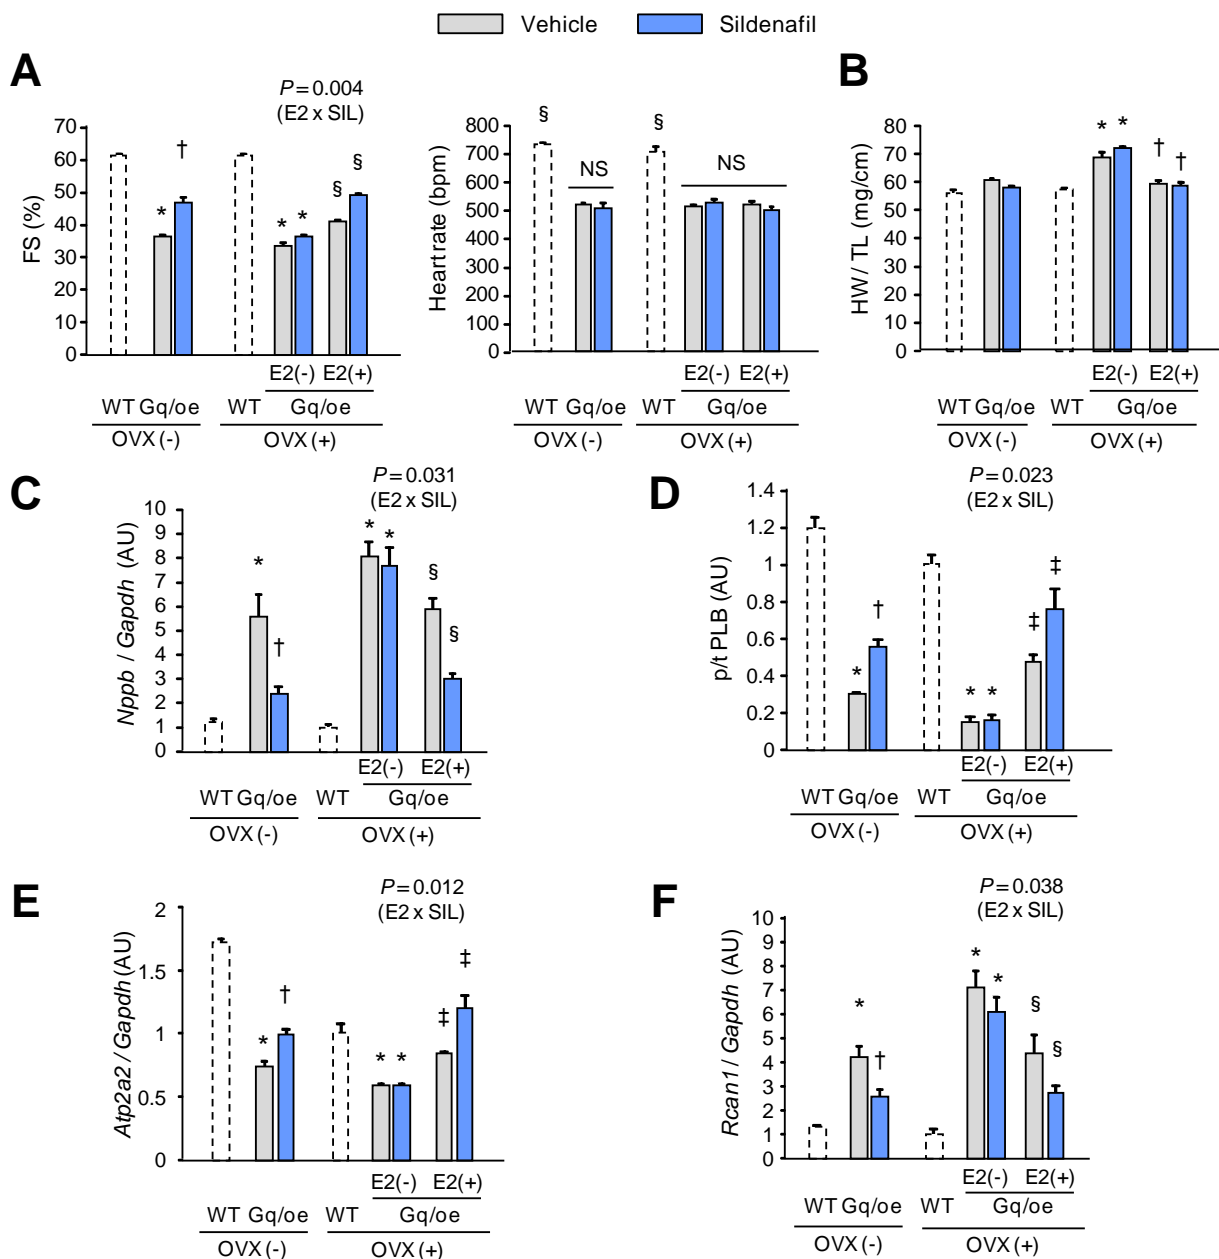 Vehicle Sildenafil
A
P=0.004
(E2 x SIL)
FS (%)
70
60
50
40
30
20
10
0
* † * * § §
E2(-) E2(+)
WT Gq/oe WT Gq/oe
OVX (-) OVX (+)
Heart rate (bpm)
800
700
600
500
400
300
200
100
0
§ NS § NS
E2(-) E2(+)
WT Gq/oe WT Gq/oe
OVX (-) OVX (+)
B
HW / TL (mg/cm)
80
70
60
50
40
30
20
10
0
* * † †
E2(-) E2(+)
WT Gq/oe WT Gq/oe
OVX (-) OVX (+)
C
P=0.031
(E2 x SIL)
Nppb / Gapdh (AU)
10
9
8
7
6
5
4
3
2
1
0
* † * * § §
E2(-) E2(+)
WT Gq/oe WT Gq/oe
OVX (-) OVX (+)
D
P=0.023
(E2 x SIL)
p/t PLB (AU)
1.4
1.2
1
0.8
0.6
0.4
0.2
0
* † * * ‡ ‡
E2(-) E2(+)
WT Gq/oe WT Gq/oe
OVX (-) OVX (+)
E
P=0.012
(E2 x SIL)
Atp2a2 / Gapdh (AU)
2
1.5
1
0.5
0
* † * * ‡ ‡
E2(-) E2(+)
WT Gq/oe WT Gq/oe
OVX (-) OVX (+)
F
P=0.038
(E2 x SIL)
Rcan1 / Gapdh (AU)
10
9
8
7
6
5
4
3
2
1
0
* † * * § §
E2(-) E2(+)
WT Gq/oe WT Gq/oe
OVX (-) OVX (+)